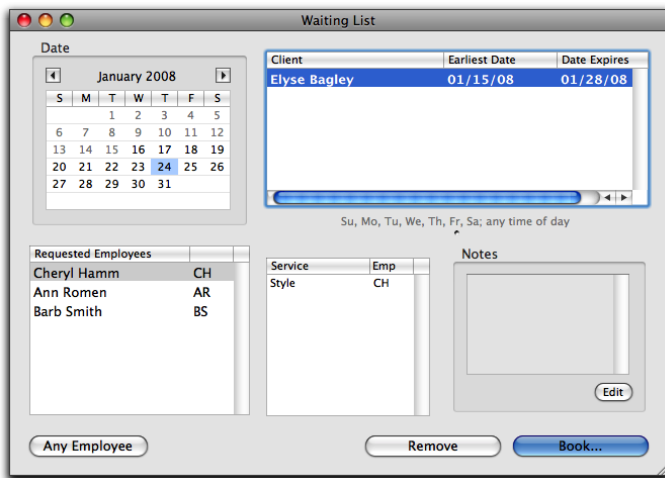 Waiting List
Date
January 2008
S M T W T F S
1 2 3 4 5
6 7 8 9 10 11 12
13 14 15 16 17 18 19
20 21 22 23 24 25 26
27 28 29 30 31
Client Earliest Date Date Expires
Elyse Bagley 01/15/08 01/28/08
Su, Mo, Tu, We, Th, Fr, Sa; any time of day
Requested Employees
Cheryl Hamm CH
Ann Romen AR
Barb Smith BS
Service Emp
Style CH
Notes
Edit
Any Employee
Remove
Book...